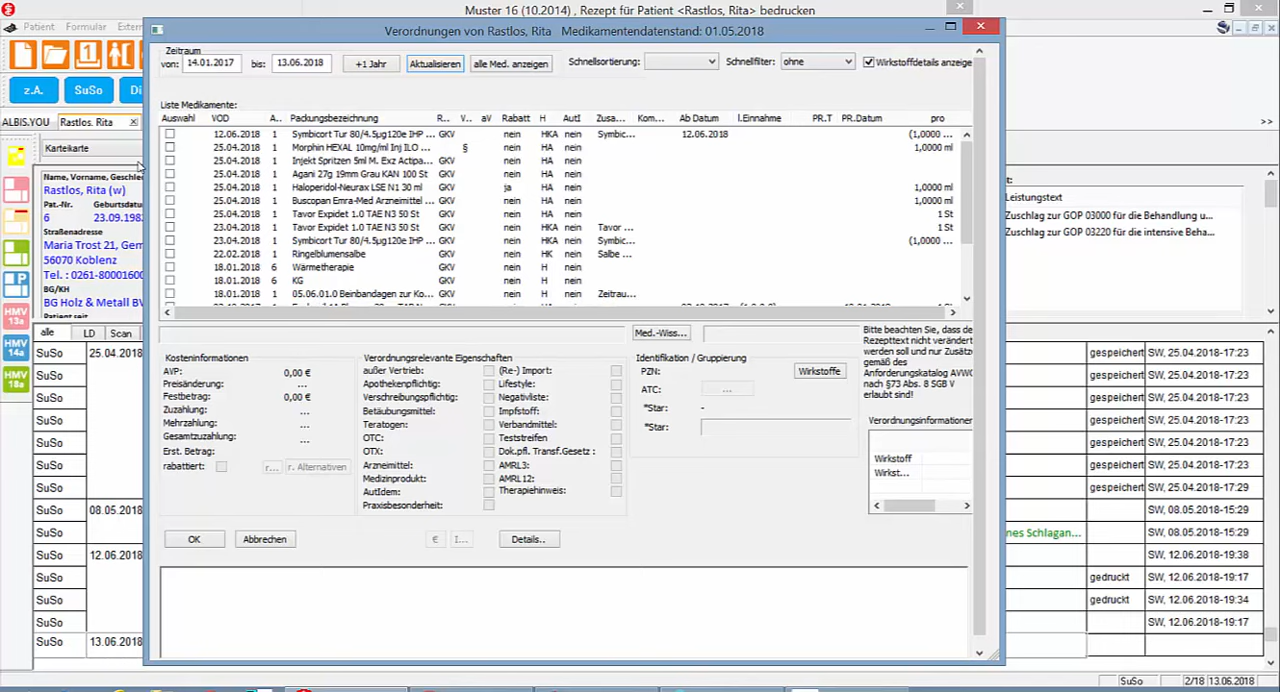 Muster 16 (10.2014) , Rezept für Patient <Rastlos, Rita> bedrucken
Patient Formular Extern
z.A. SuSo
ALBIS.YOU Rastlos, Rita x
>>
Karteikarte
Name, Vorname, Geschle
Rastlos, Rita (w)
Pat.-Nr. Geburtsdatu
6 23.09.198
Straßenadresse
Maria Trost 21, Gem
56070 Koblenz
Tel. : 0261-80001600
BG/KH
BG Holz & Metall BV
Patient seit
HMV 13a
HMV 14a
HMV 18a
Verordnungen von Rastlos, Rita Medikamentendatenstand: 01.05.2018
Zeitraum
von: 14.01.2017 bis: 13.06.2018 +1 Jahr Aktualisieren alle Med. anzeigen Schnellsortierung: Schnellfilter: ohne Wirkstoffdetails anzeige
Liste Medikamente:
Auswahl VOD A.. Packungsbezeichnung R... V... aV Rabatt H AutI Zusa... Kom... Ab Datum l.Einnahme PR.T PR.Datum pro
12.06.2018 1 Symbicort Tur 80/4.5µg120e IHP ... GKV nein HKA nein Symbic... 12.06.2018 (1,0000 ...
25.04.2018 1 Morphin HEXAL 10mg/ml Inj ILO ... § nein HA nein 1,0000 ml
25.04.2018 1 Injekt Spritzen 5ml M. Exz Actipa... GKV nein HA nein
25.04.2018 1 Agani 27g 19mm Grau KAN 100 St GKV nein HA nein
25.04.2018 1 Haloperidol-Neurax LSE N1 30 ml GKV ja HA nein 1,0000 ml
25.04.2018 1 Buscopan Emra-Med Arzneimittel ... GKV nein HA nein 1,0000 ml
25.04.2018 1 Tavor Expidet 1.0 TAE N3 50 St GKV nein HA nein 1 St
23.04.2018 1 Tavor Expidet 1.0 TAE N3 50 St GKV nein HKA nein Tavor ... 1 St
23.04.2018 1 Symbicort Tur 80/4.5µg120e IHP ... GKV nein HKA nein Symbic... (1,0000 ...
22.02.2018 1 Ringelblumensalbe GKV nein HK nein Salbe ...
18.01.2018 6 Wärmetherapie GKV nein H nein
18.01.2018 6 KG GKV nein H nein
18.01.2018 1 05.06.01.0 Beinbandagen zur Ko... GKV nein H nein Zeitrau...
Med.-Wiss...
Bitte beachten Sie, dass de
Rezepttext nicht verändert
werden soll und nur Zusätz
gemäß des
Anforderungskatalog AVWG
nach §73 Abs. 8 SGB V
erlaubt sind!
Kosteninformationen
AVP: 0,00 €
Preisänderung: ...
Festbetrag: 0,00 €
Zuzahlung: ...
Mehrzahlung: ...
Gesamtzuzahlung: ...
Erst. Betrag:
rabattiert: r... r. Alternativen
Verordnungsrelevante Eigenschaften
außer Vertrieb: (Re-) Import:
Apothekenpflichtig: Lifestyle:
Verschreibungspflichtig: Negativliste:
Betäubungsmittel: Impfstoff:
Teratogen: Verbandmittel:
OTC: Teststreifen
OTX: Dok.pfl. Transf.Gesetz :
Arzneimittel: AMRL3:
Medizinprodukt: AMRL12:
AutIdem: Therapiehinweis:
Praxisbesonderheit:
Identifikation / Gruppierung
PZN: Wirkstoffe
ATC: ...
*Star: -
*Star:
Verordnungsinformationen
Wirkstoff
Wirkst...
OK Abbrechen € I... Details..
t:
Leistungstext
Zuschlag zur GOP 03000 für die Behandlung u...
Zuschlag zur GOP 03220 für die intensive Beha...
alle LD Scan
SuSo 25.04.2018 gespeichert SW, 25.04.2018-17:23
SuSo gespeichert SW, 25.04.2018-17:23
SuSo gespeichert SW, 25.04.2018-17:23
SuSo gespeichert SW, 25.04.2018-17:23
SuSo gespeichert SW, 25.04.2018-17:23
SuSo gespeichert SW, 25.04.2018-17:23
SuSo gespeichert SW, 25.04.2018-17:29
SuSo 08.05.2018 SW, 08.05.2018-15:29
SuSo nes Schlagan... SW, 08.05.2018-15:29
SuSo 12.06.2018 SW, 12.06.2018-19:38
SuSo gedruckt SW, 12.06.2018-19:17
SuSo gedruckt SW, 12.06.2018-19:34
SuSo SW, 12.06.2018-19:17
SuSo 13.06.2018
SuSo 2/18 13.06.2018